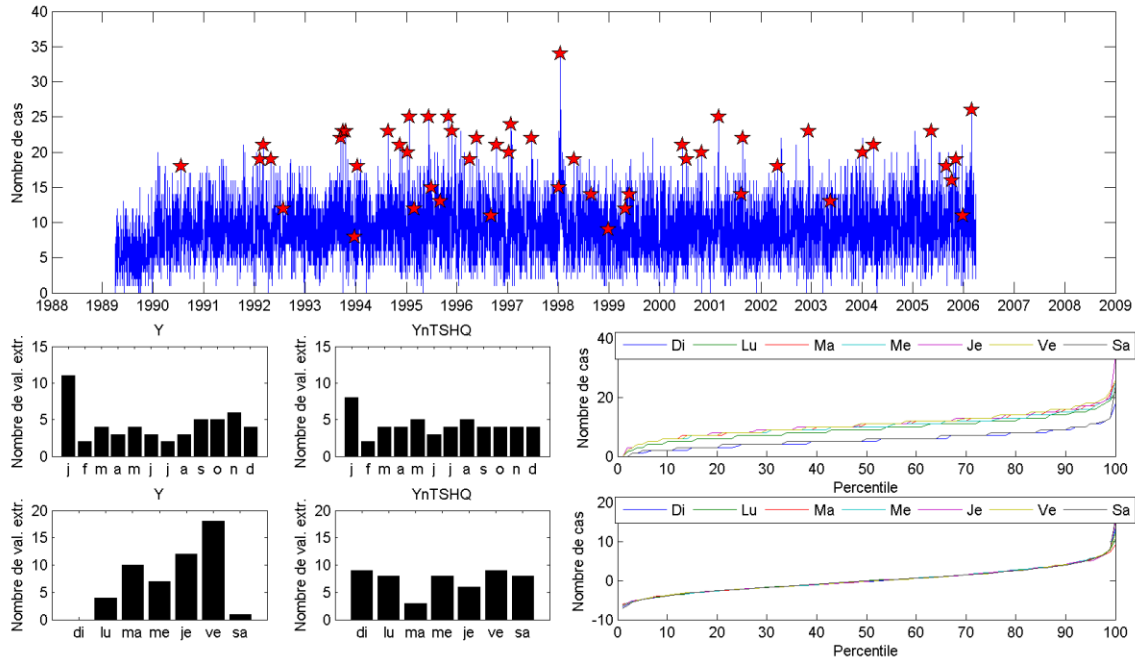 40
35
30
25
20
15
10
5
0
Nombre de cas
1988 1989 1990 1991 1992 1993 1994 1995 1996 1997 1998 1999 2000 2001 2002 2003 2004 2005 2006 2007 2008 2009
Y
15
10
5
0
Nombre de val. extr.
j f m a m j j a s o n d
YnTSHQ
15
10
5
0
Nombre de val. extr.
j f m a m j j a s o n d
40
20
0
Nombre de cas
Di Lu Ma Me Je Ve Sa
0 10 20 30 40 50 60 70 80 90 100
Percentile
Y
20
15
10
5
0
Nombre de val. extr.
di lu ma me je ve sa
YnTSHQ
20
15
10
5
0
Nombre de val. extr.
di lu ma me je ve sa
20
10
0
-10
Nombre de cas
Di Lu Ma Me Je Ve Sa
0 10 20 30 40 50 60 70 80 90 100
Percentile